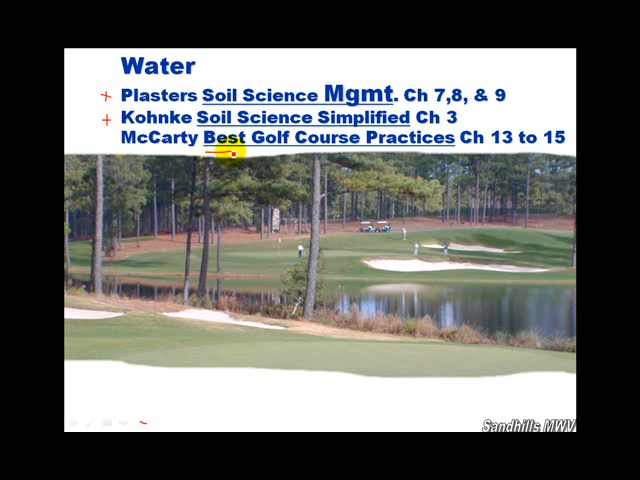 Water
Plasters Soil Science Mgmt. Ch 7,8, & 9
Kohnke Soil Science Simplified Ch 3
McCarty Best Golf Course Practices Ch 13 to 15
Sandhills MWV